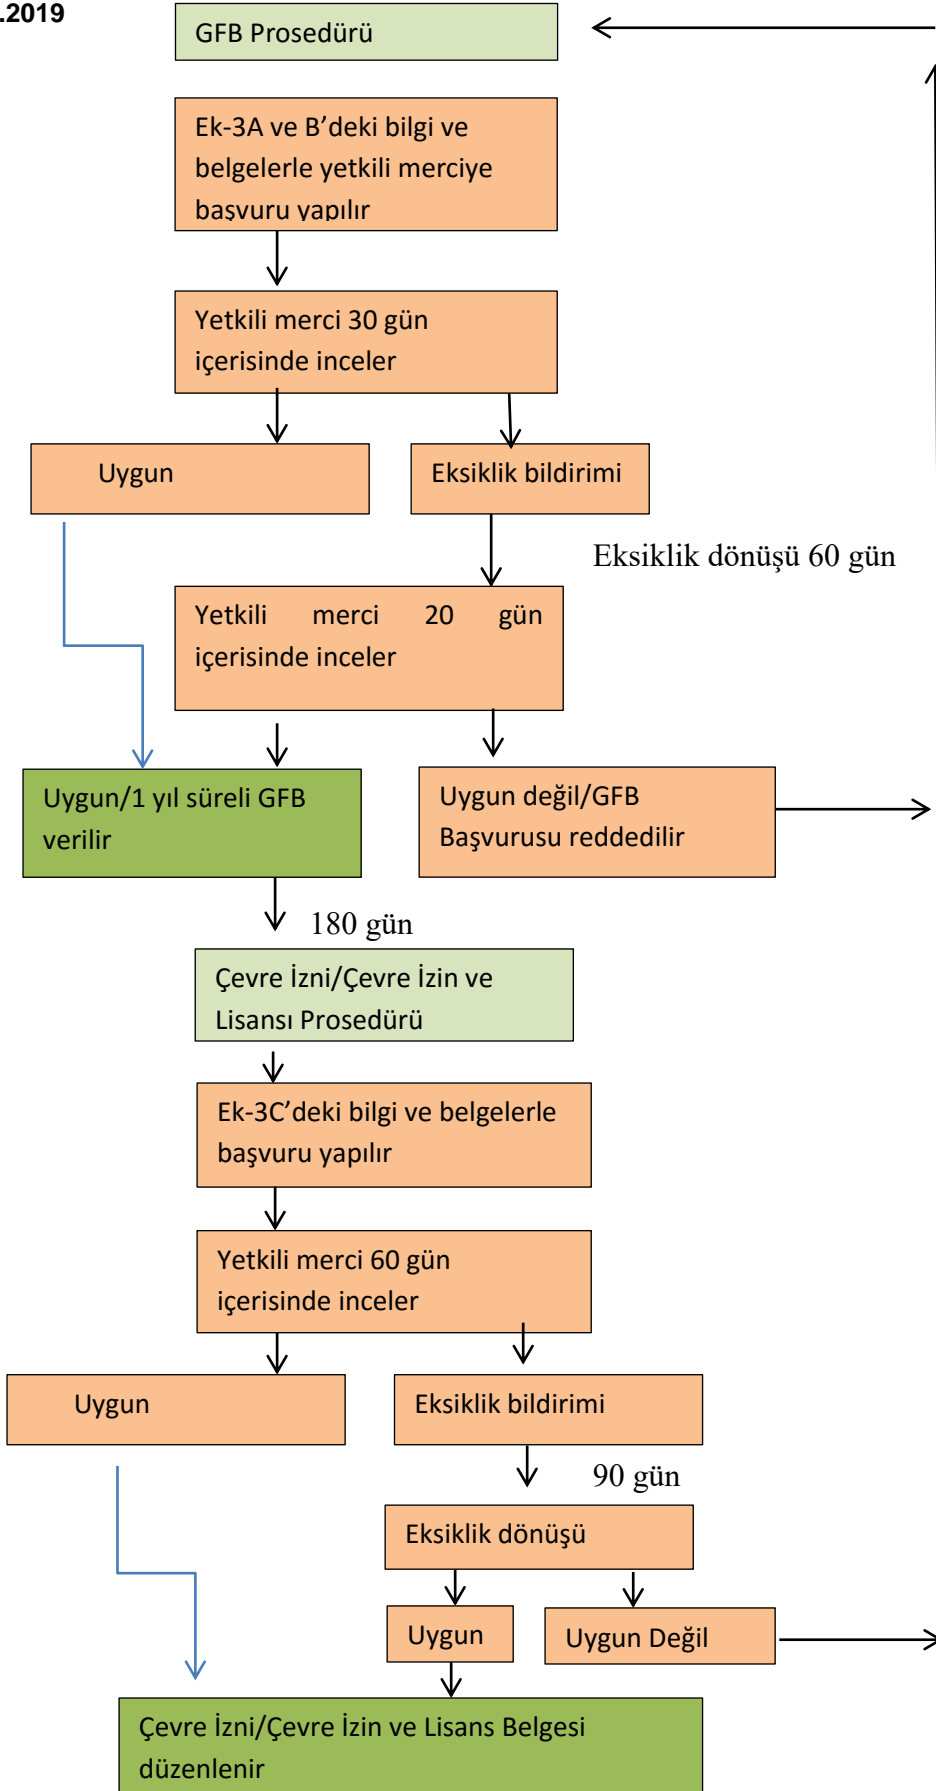 .2019
GFB Prosedürü
Ek-3A ve B’deki bilgi ve
belgelerle yetkili merciye
başvuru yapılır
Yetkili merci 30 gün
içerisinde inceler
Uygun
Eksiklik bildirimi
Eksiklik dönüşü 60 gün
Yetkili merci 20 gün
içerisinde inceler
Uygun/1 yıl süreli GFB
verilir
Uygun değil/GFB
Başvurusu reddedilir
180 gün
Çevre İzni/Çevre İzin ve
Lisansı Prosedürü
Ek-3C’deki bilgi ve belgelerle
başvuru yapılır
Yetkili merci 60 gün
içerisinde inceler
Uygun
Eksiklik bildirimi
90 gün
Eksiklik dönüşü
Uygun
Uygun Değil
Çevre İzni/Çevre İzin ve Lisans Belgesi
düzenlenir